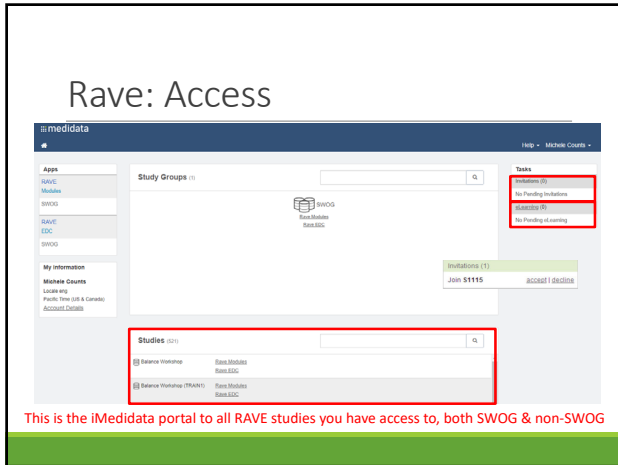 Rave: Access
medidata
Help
Michele Counts
Apps
RAVE
Modules
SWOG
RAVE
EDC
SWOG
My Information
Michele Counts
Locale eng
Pacific Time (US & Canada)
Account Details
Study Groups (1)
SWOG
Rave Modules
Rave EDC
Tasks
Invitations (0)
No Pending Invitations
eLearning (0)
No Pending eLearning
Invitations (1)
Join S1115 accept | decline
Studies (521)
Balance Workshop Rave Modules
Rave EDC
Balance Workshop (TRAIN1) Rave Modules
Rave EDC
This is the iMedidata portal to all RAVE studies you have access to, both SWOG & non-SWOG